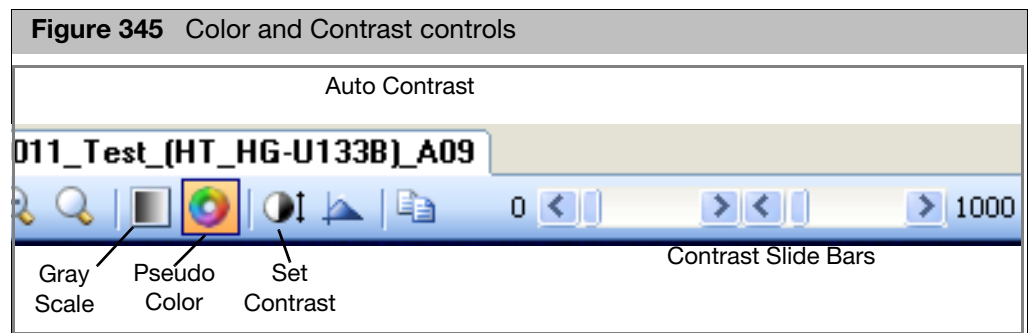 Figure 345 Color and Contrast controls
Auto Contrast
011_Test_(HT_HG-U133B)_A09
0
1000
Contrast Slide Bars
Gray Scale
Pseudo Color
Set Contrast